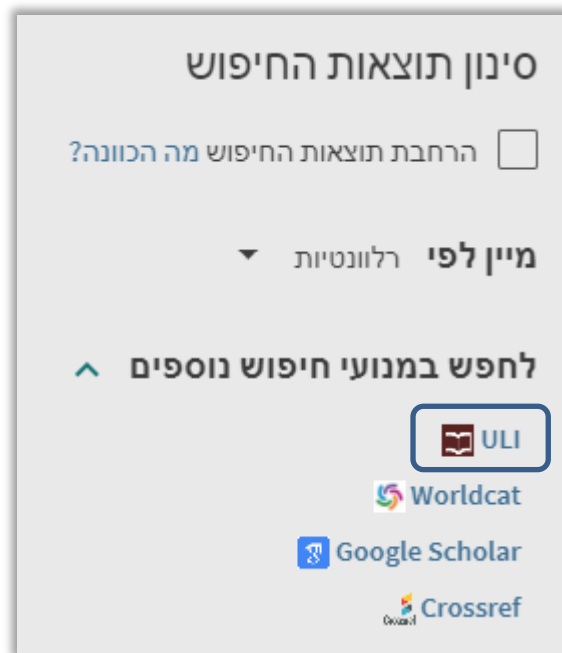 סינון תוצאות החיפוש
הרחבת תוצאות החיפוש מה הכוונה?
מיין לפי רלוונטיות
לחפש במנועי חיפוש נוספים
ULI
Worldcat
Google Scholar
Crossref